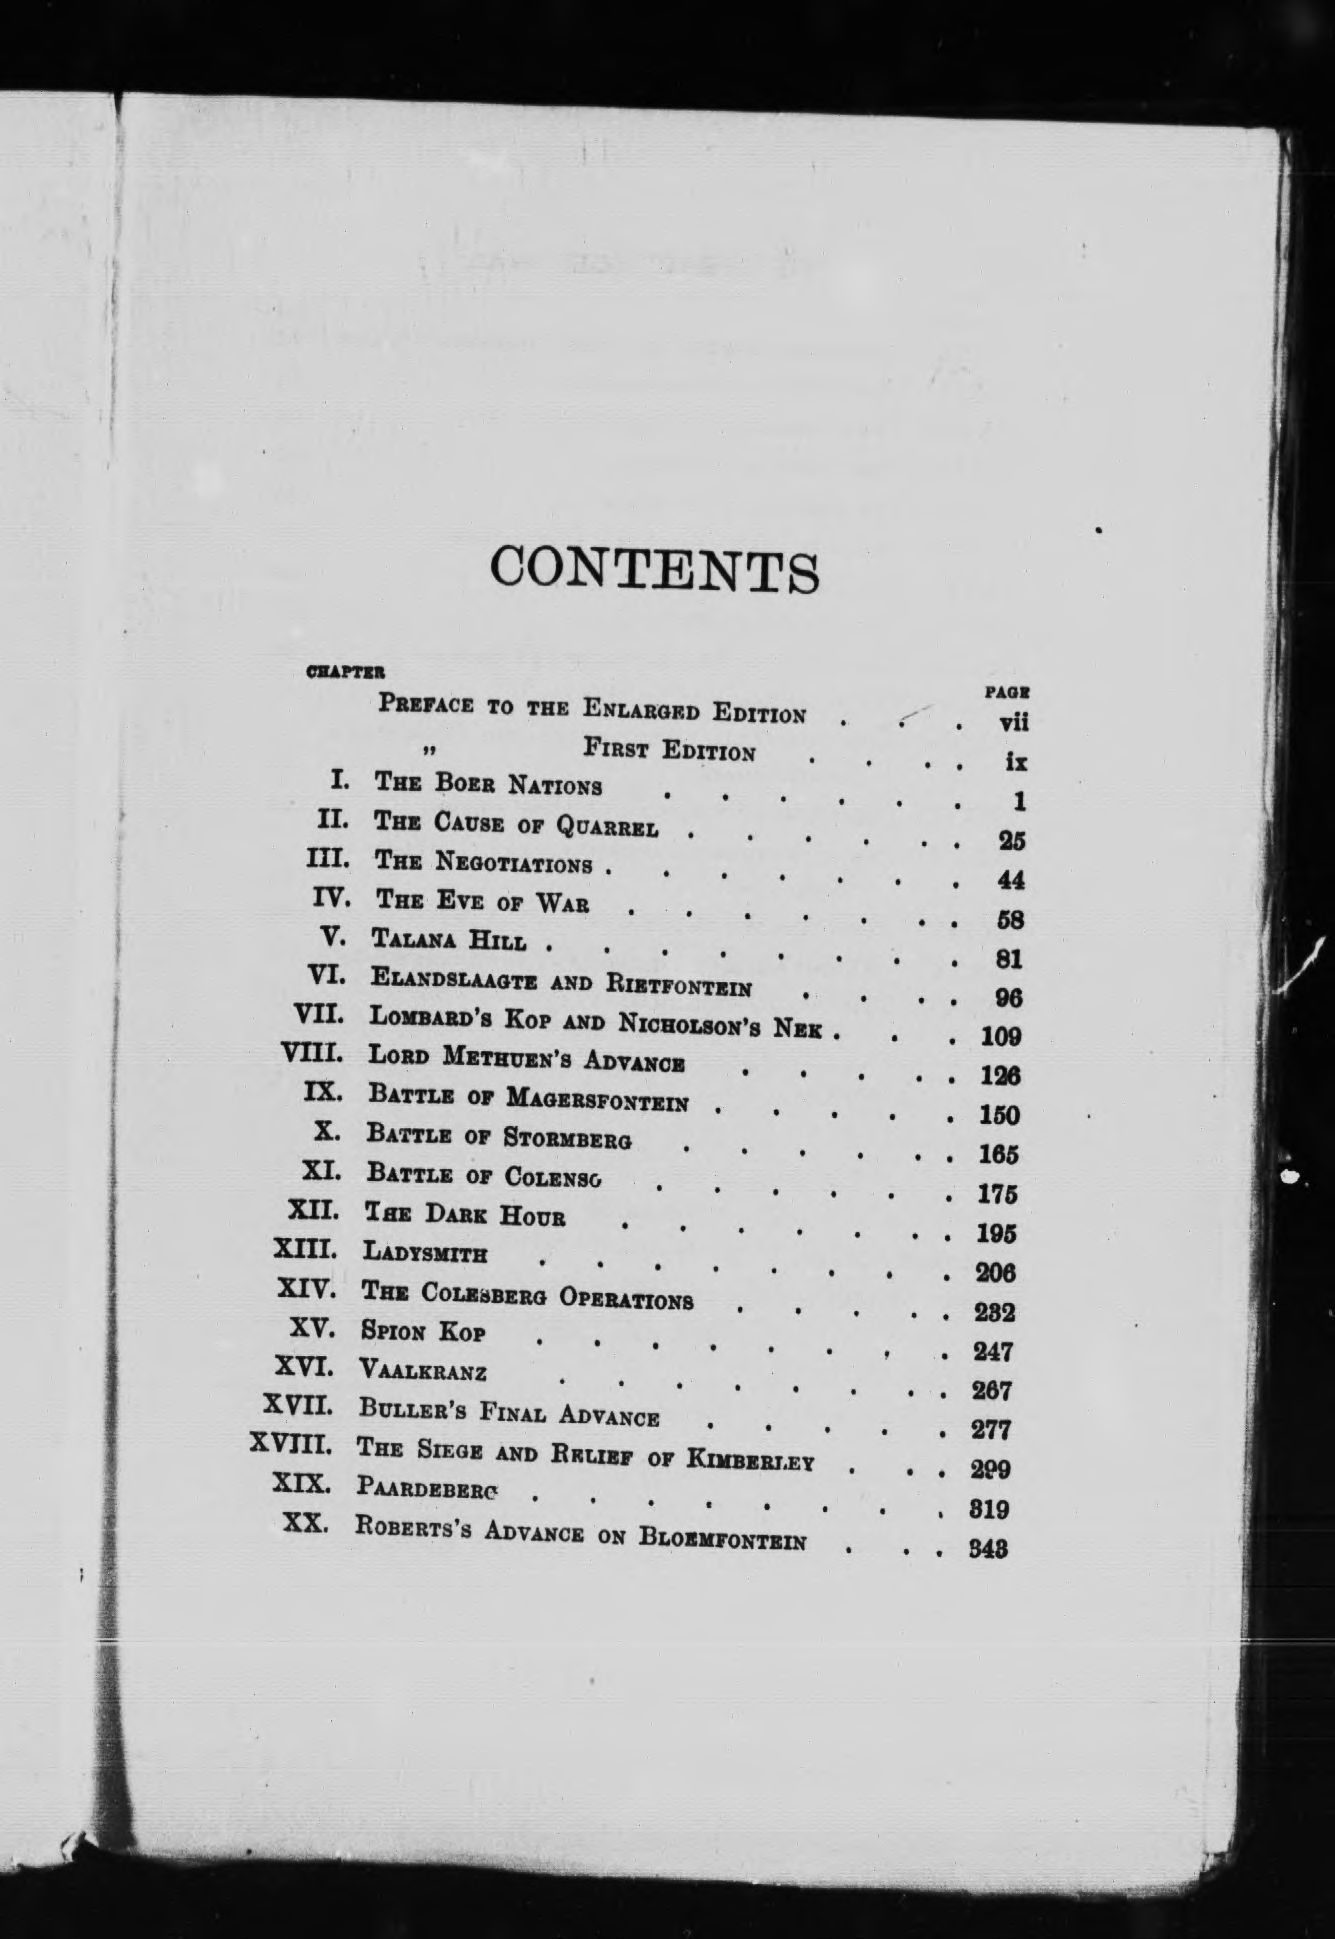 CONTENTS
CHAPTER PAGE
PREFACE TO THE ENLARGED EDITION . . . vii
„ FIRST EDITION . . . . ix
I. THE BOER NATIONS . . . . . . 1
II. THE CAUSE OF QUARREL . . . . . . 25
III. THE NEGOTIATIONS . . . . . . . 44
IV. THE EVE OF WAR . . . . . . . 58
V. TALANA HILL . . . . . . . . 81
VI. ELANDSLAAGTE AND RIETFONTEIN . . . . 96
VII. LOMBARD'S KOP AND NICHOLSON'S NEK . . . 109
VIII. LORD METHUEN'S ADVANCE . . . . . 126
IX. BATTLE OF MAGERSFONTEIN . . . . . 150
X. BATTLE OF STORMBERG . . . . . . 165
XI. BATTLE OF COLENSO . . . . . . 175
XII. THE DARK HOUR . . . . . . . 195
XIII. LADYSMITH . . . . . . . . 206
XIV. THE COLESBERG OPERATIONS . . . . . 232
XV. SPION KOP . . . . . . . . 247
XVI. VAALKRANZ . . . . . . . . 267
XVII. BULLER'S FINAL ADVANCE . . . . . 277
XVIII. THE SIEGE AND RELIEF OF KIMBERLEY . . . 299
XIX. PAARDEBERG . . . . . . . . 319
XX. ROBERTS'S ADVANCE ON BLOEMFONTEIN . . . 343